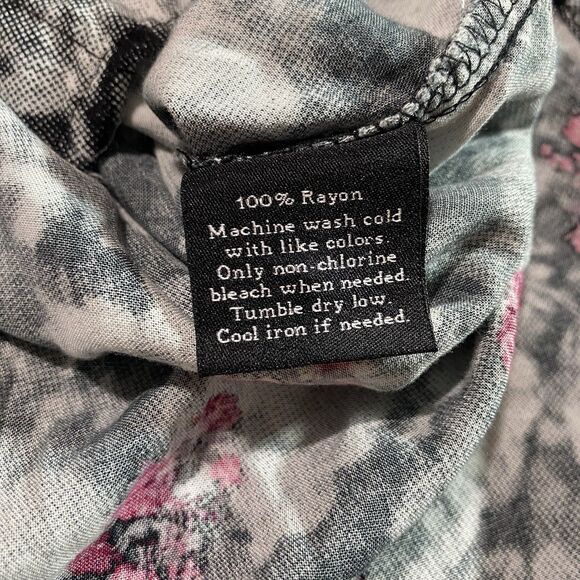 100% Rayon
Machine wash cold
with like colors.
Only non-chlorine
bleach when needed.
Tumble dry low.
Cool iron if needed.